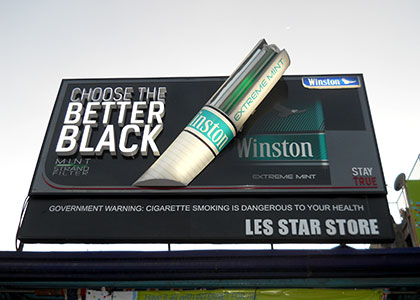 CHOOSE THE
BETTER
BLACK
MINT
STRAND
FILTER
Winston
EXTREME MINT
Winston
Winston
EXTREME MINT
STAY
TRUE
GOVERNMENT WARNING: CIGARETTE SMOKING IS DANGEROUS TO YOUR HEALTH
LES STAR STORE